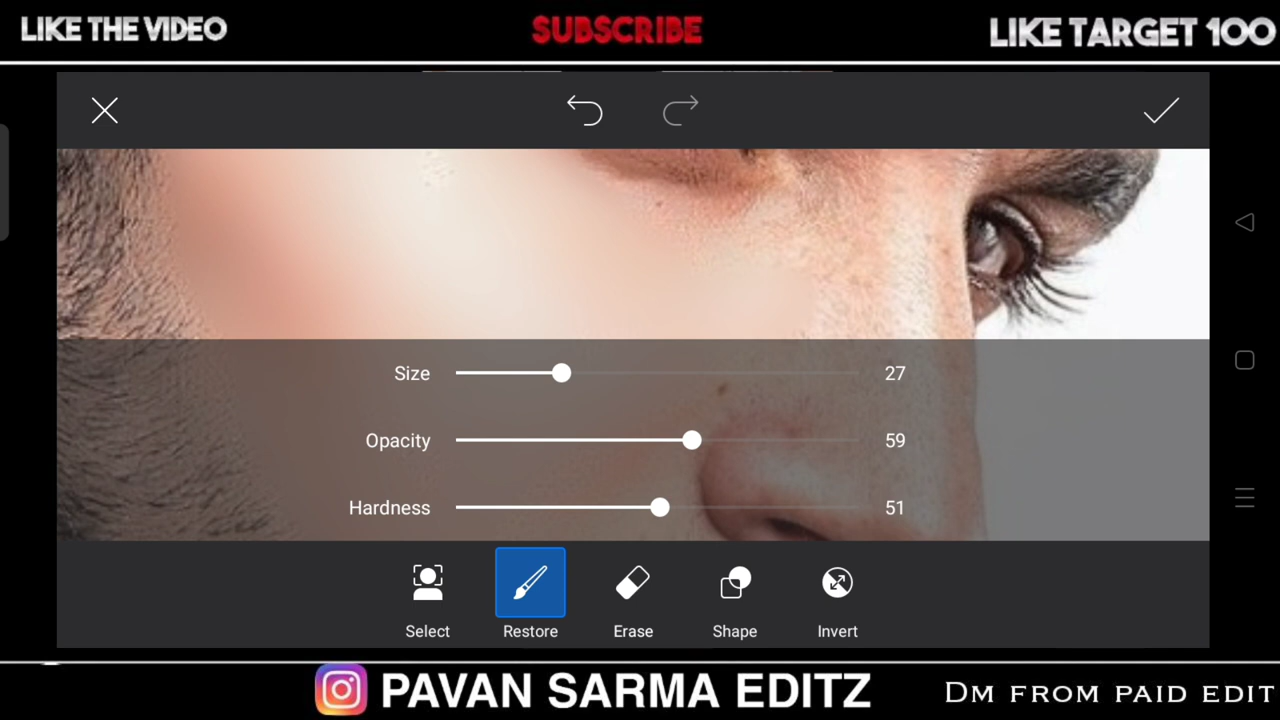 LIKE THE VIDEO
SUBSCRIBE
LIKE TARGET 100
Size 27
Opacity 59
Hardness 51
Select Restore Erase Shape Invert
PAVAN SARMA EDITZ
DM FROM PAID EDIT